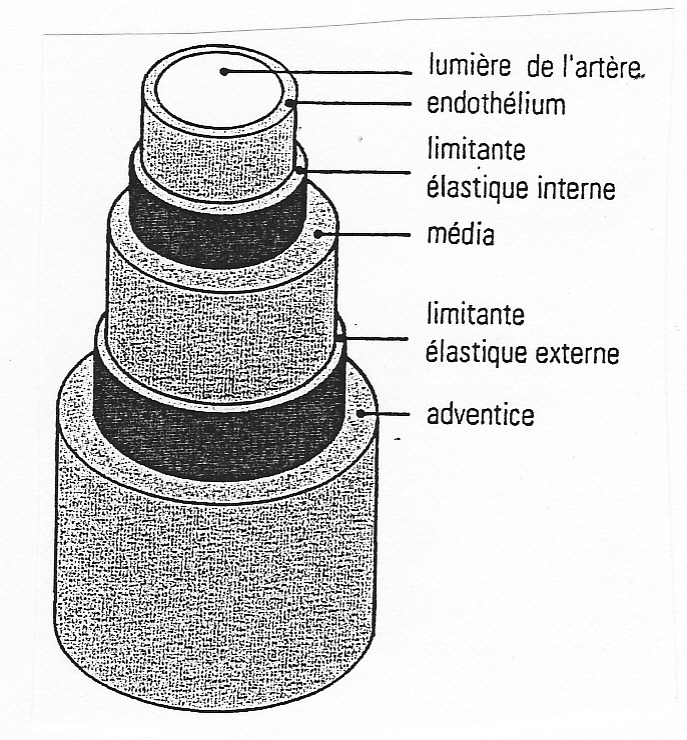 lumière de l'artère.
endothélium
limitante
élastique interne
média
limitante
élastique externe
adventice